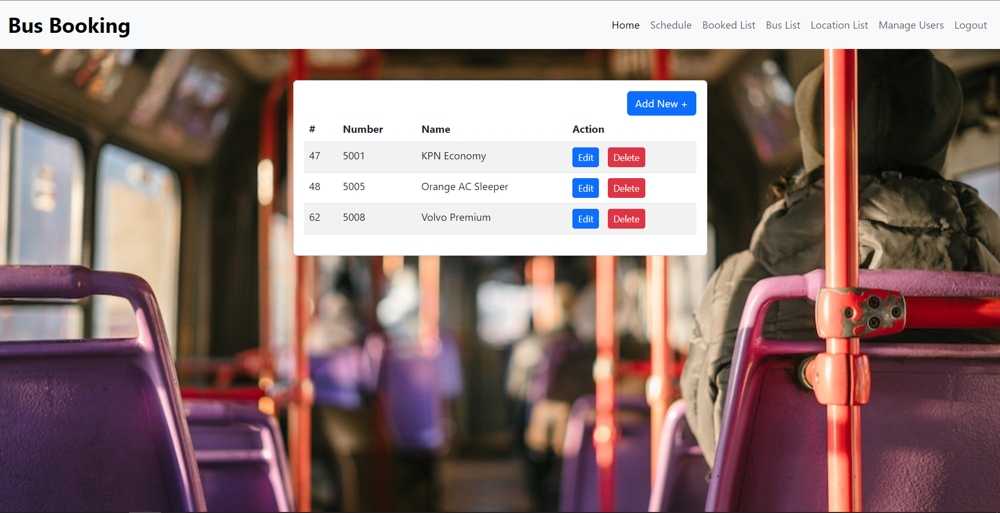 Bus Booking
Home Schedule Booked List Bus List Location List Manage Users Logout
Add New +
# Number Name Action
47 5001 KPN Economy Edit Delete
48 5005 Orange AC Sleeper Edit Delete
62 5008 Volvo Premium Edit Delete